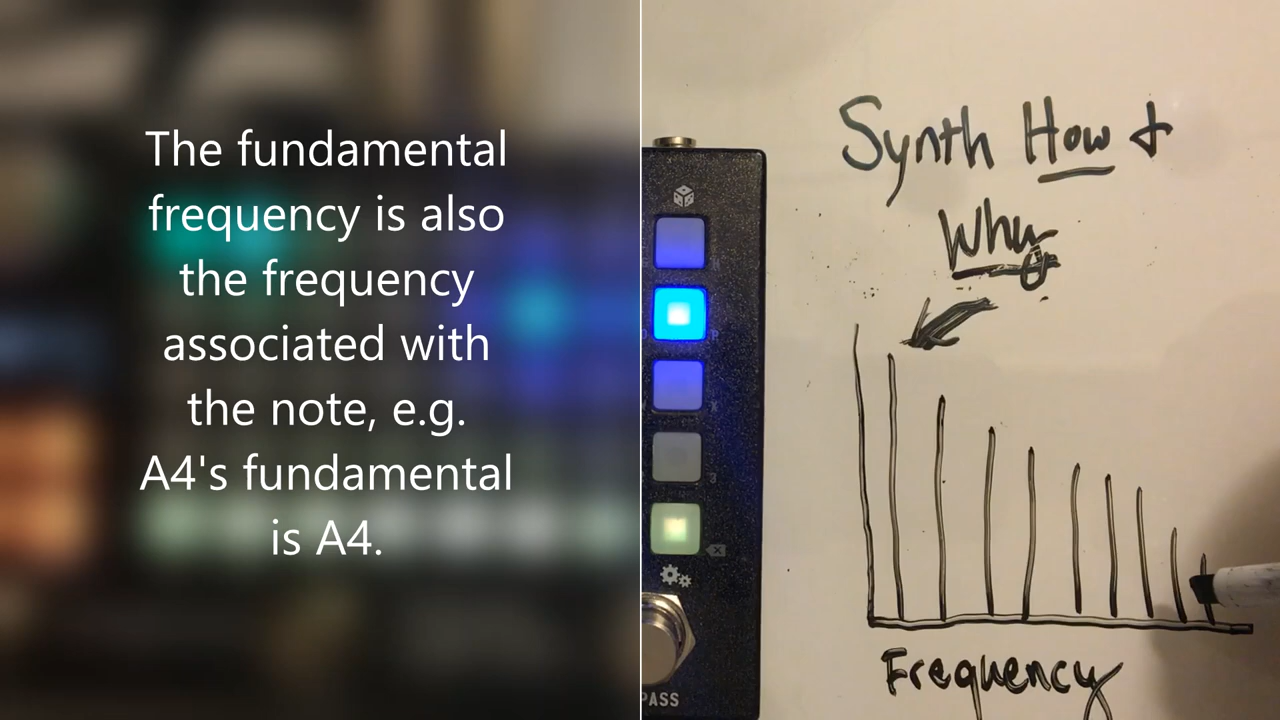 The fundamental
frequency is also
the frequency
associated with
the note, e.g.
A4's fundamental
is A4.
Synth How &
Why
P
3
PASS
Frequency